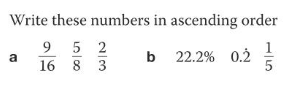 Write these numbers in ascending order
a 9/16 5/8 2/3 b 22.2% 0.2̇ 1/5